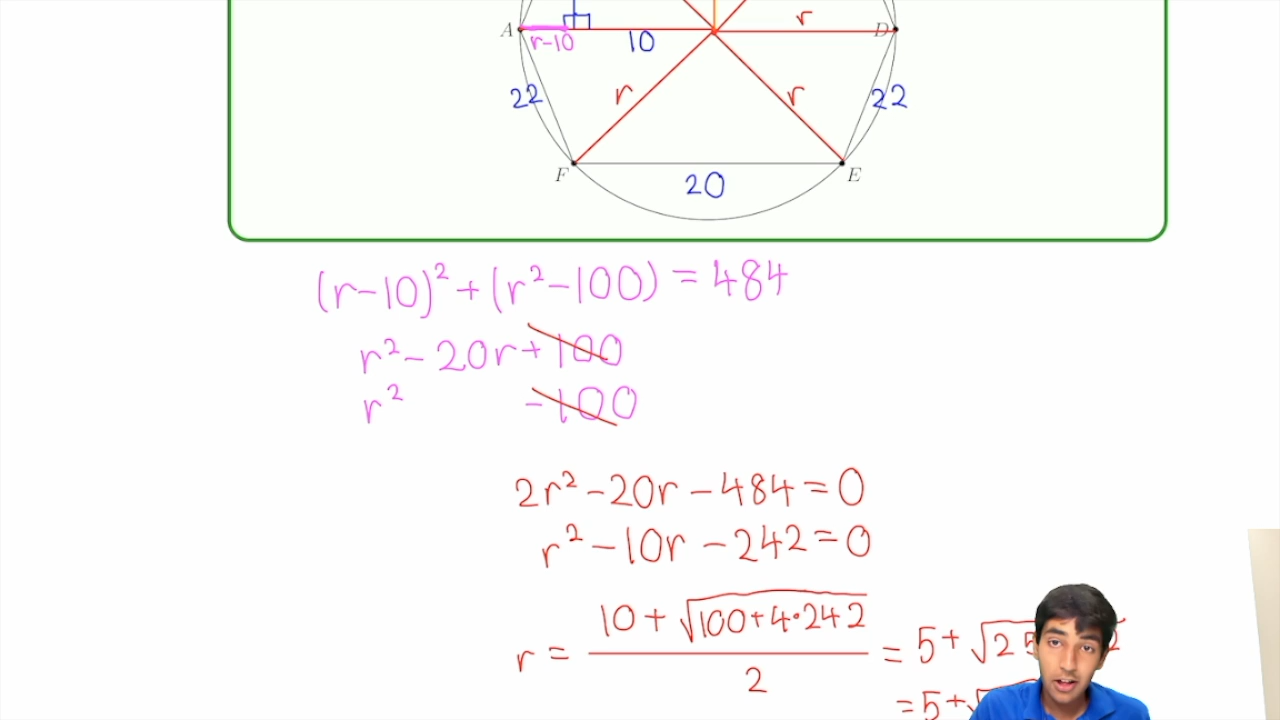 A r-10 10 r D
22 r r 22
F 20 E
(r-10)² + (r²-100) = 484
r² - 20r + 100
r² - 100
2r² - 20r - 484 = 0
r² - 10r - 242 = 0
r = 10 + √100+4•242 / 2 = 5 + √25 2
= 5 + √